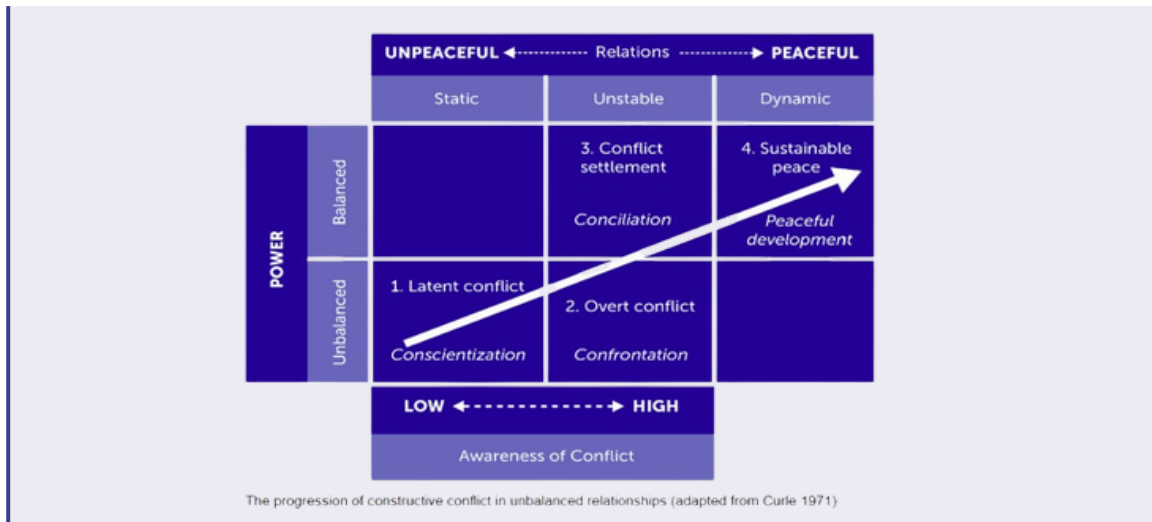 UNPEACEFUL Relations PEACEFUL
Static Unstable Dynamic
POWER
Balanced
3. Conflict
settlement
Conciliation
4. Sustainable
peace
Peaceful
development
Unbalanced
1. Latent conflict
Conscientization
2. Overt conflict
Confrontation
LOW HIGH
Awareness of Conflict
The progression of constructive conflict in unbalanced relationships (adapted from Curle 1971)